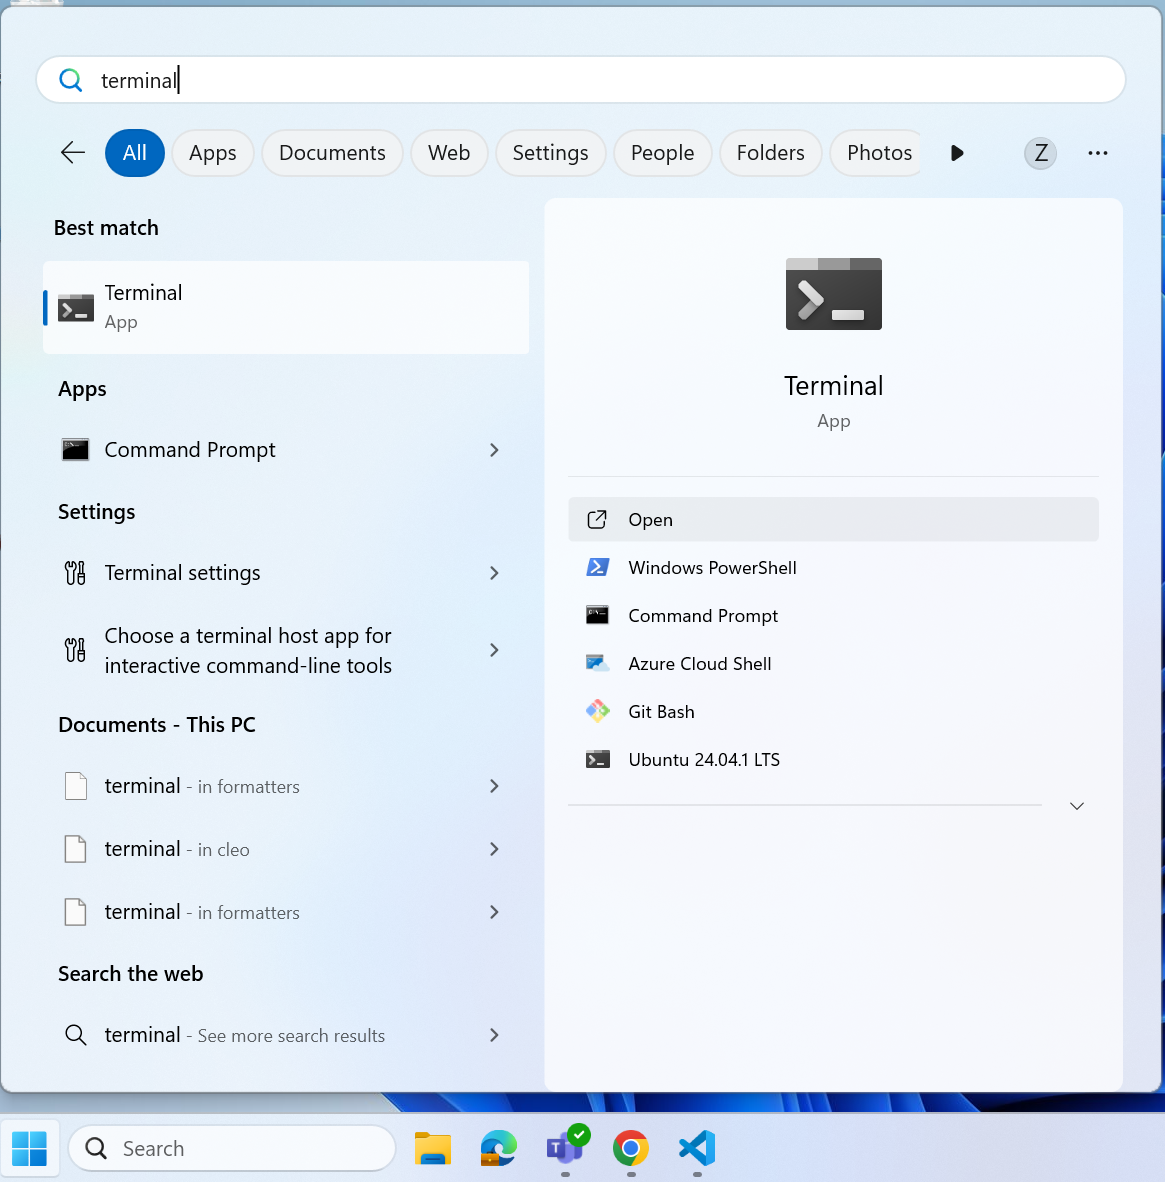 terminal
All
Apps
Documents
Web
Settings
People
Folders
Photos
Z
Best match
Terminal
App
Apps
Command Prompt
Settings
Terminal settings
Choose a terminal host app for
interactive command-line tools
Documents - This PC
terminal - in formatters
terminal - in cleo
terminal - in formatters
Search the web
terminal - See more search results
Terminal
App
Open
Windows PowerShell
Command Prompt
Azure Cloud Shell
Git Bash
Ubuntu 24.04.1 LTS
Search
T